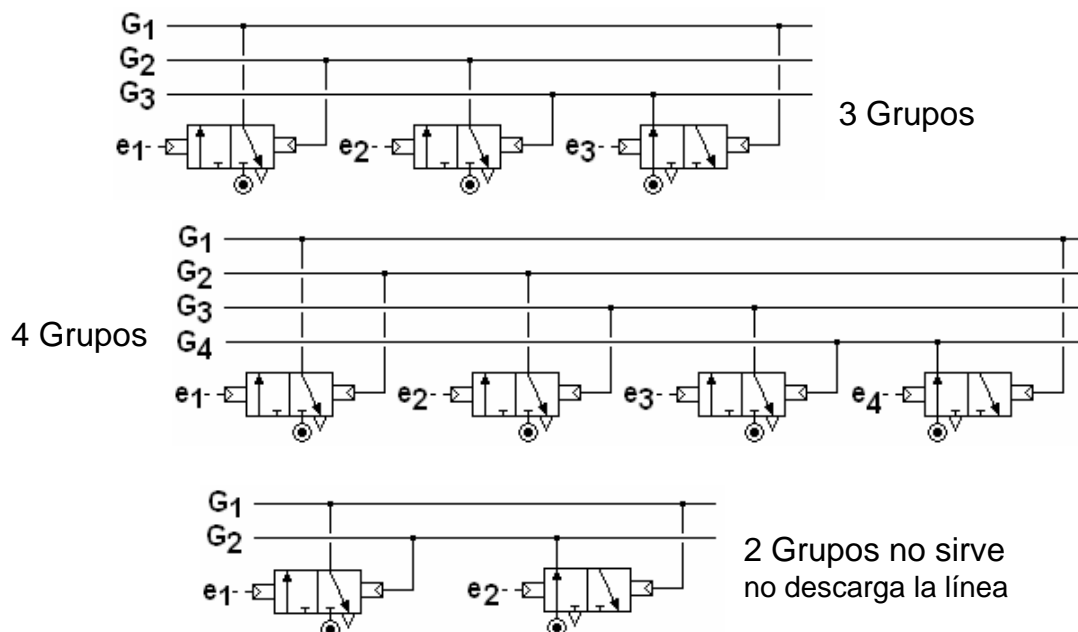 G1
G2
G3
e1
e2
e3
3 Grupos
G1
G2
G3
G4
4 Grupos
e1
e2
e3
e4
G1
G2
e1
e2
2 Grupos no sirve
no descarga la línea